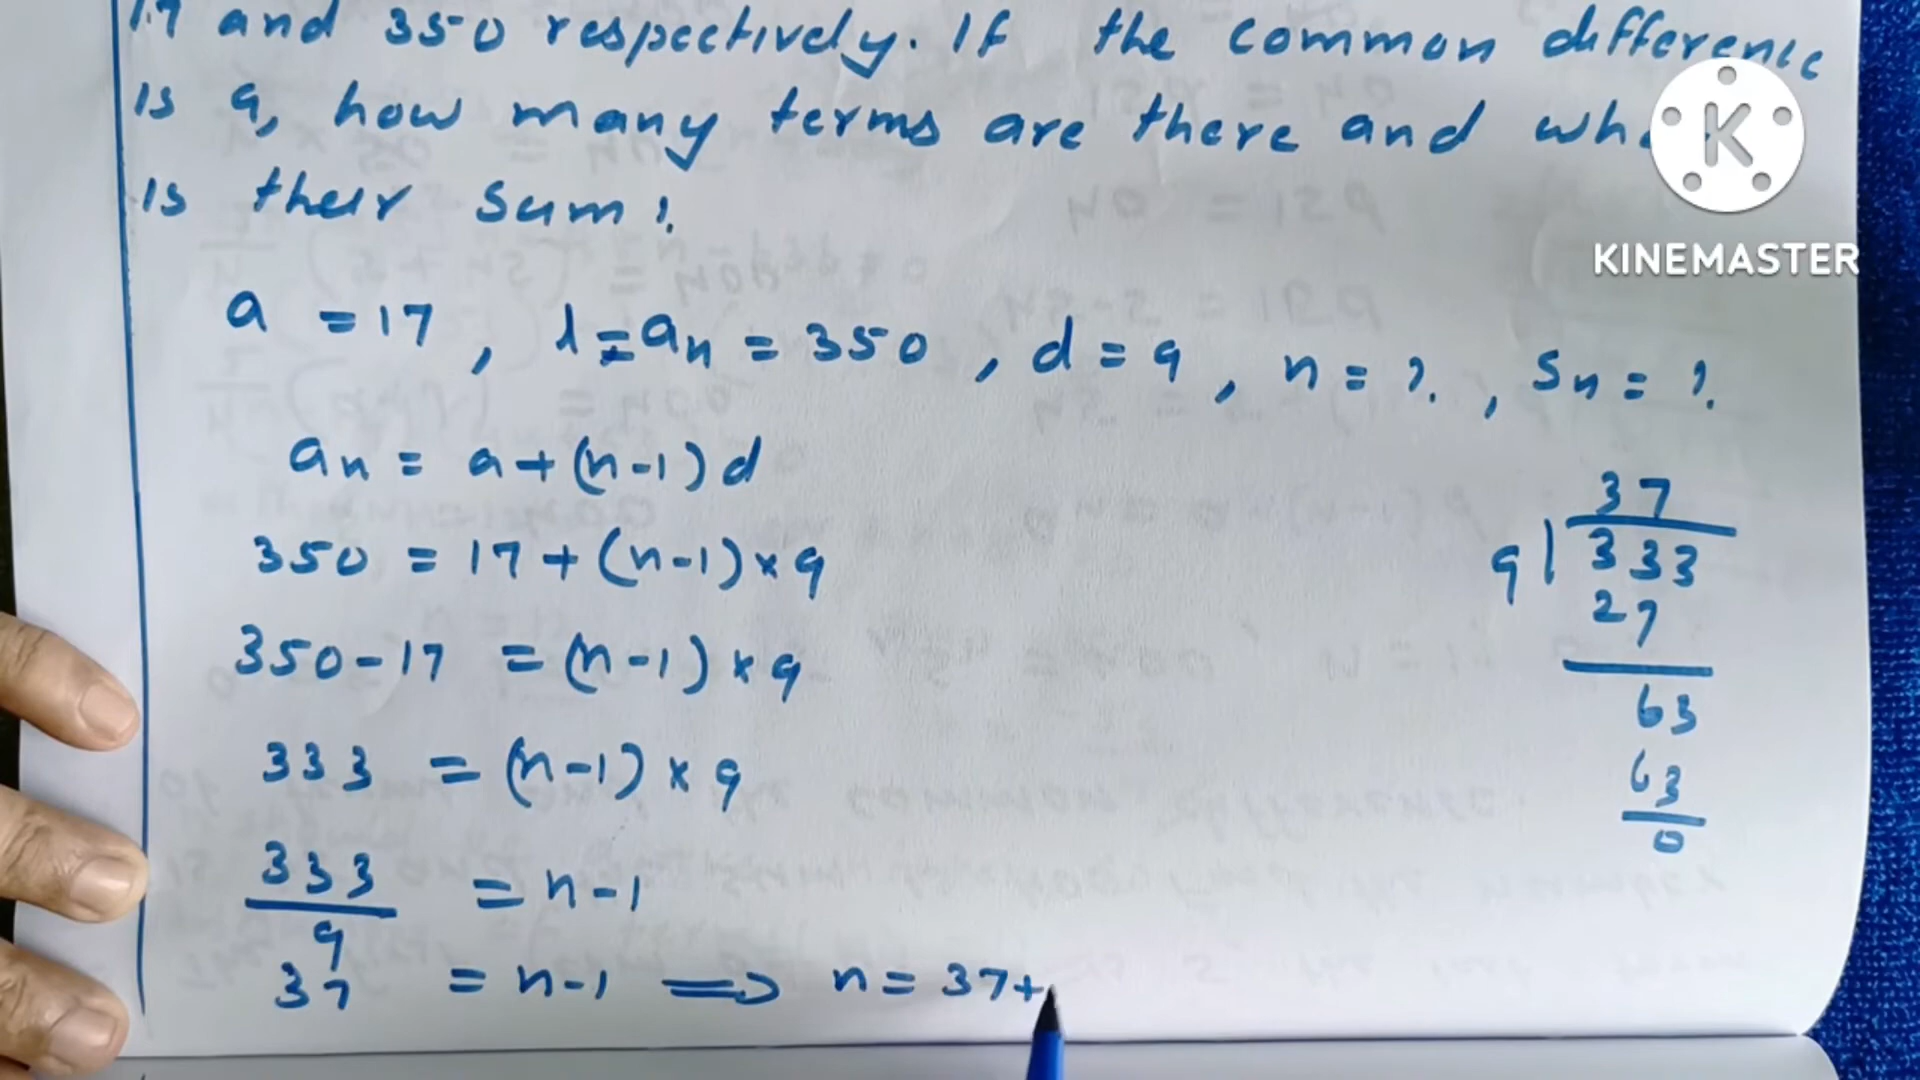 17 and 350 respectively. If the common difference
is 9, how many terms are there and
is their sum?
K
KINEMASTER
a = 17, l = an = 350, d = 9, n = ?, Sn = ?
an = a + (n-1) d
350 = 17 + (n-1) × 9
350 - 17 = (n-1) × 9
333 = (n-1) × 9
333
9
= n-1
37 = n-1 ⟹ n = 37+
37
9 333
27
63
63
0